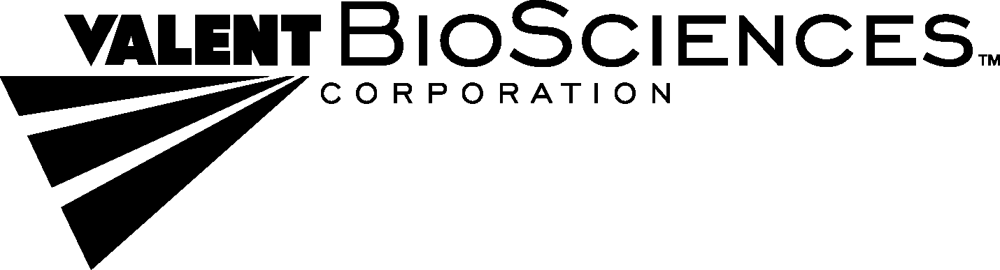 VALENT BIOSCIENCES™
CORPORATION